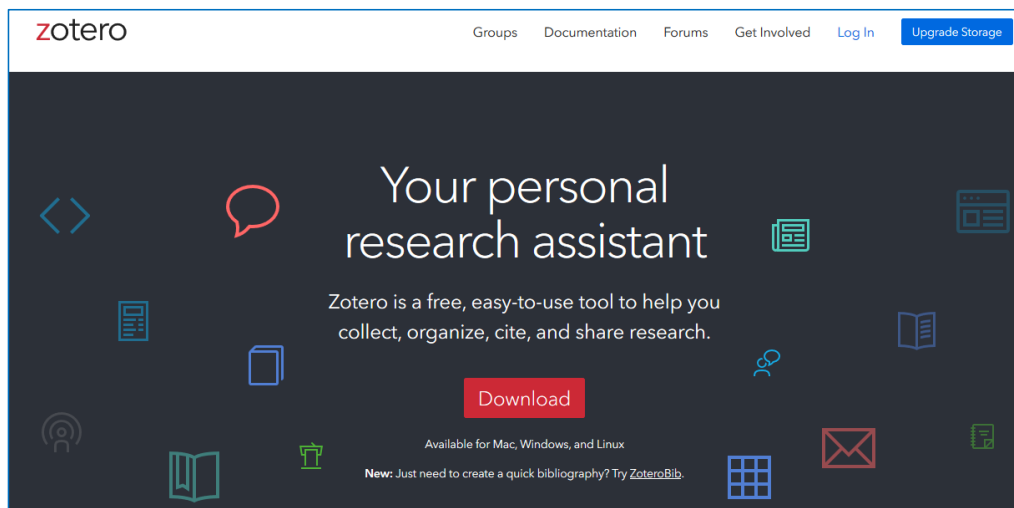 zotero
Groups Documentation Forums Get Involved Log In Upgrade Storage
Your personal
research assistant
Zotero is a free, easy-to-use tool to help you
collect, organize, cite, and share research.
Download
Available for Mac, Windows, and Linux
New: Just need to create a quick bibliography? Try ZoteroBib.